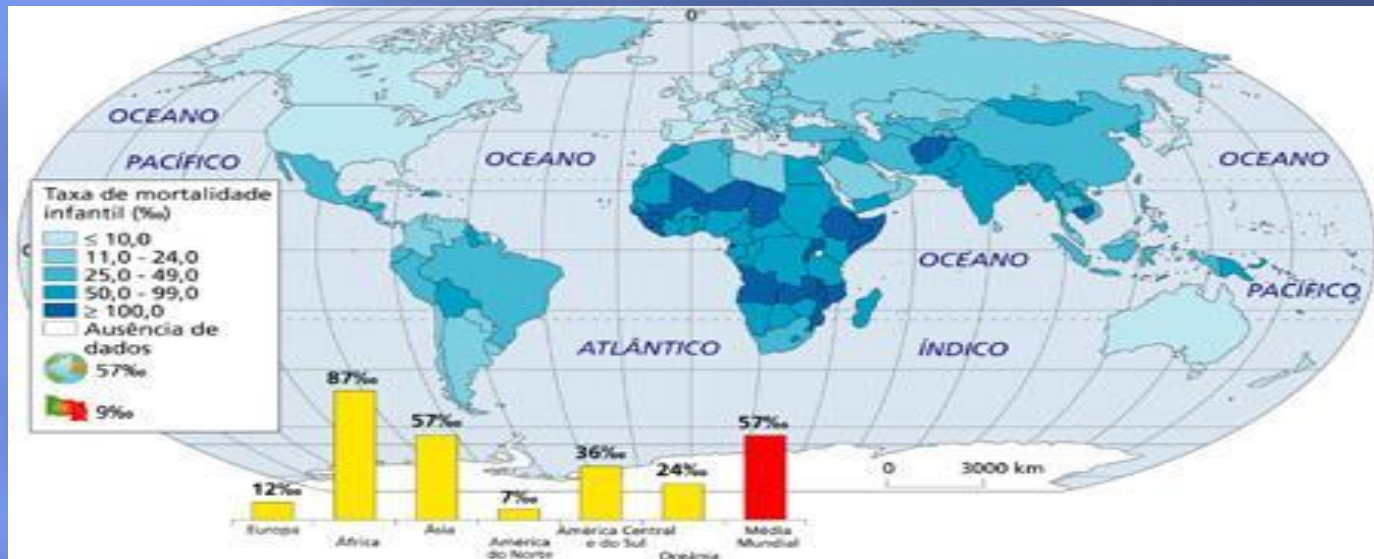 0°
OCEANO
PACÍFICO
OCEANO
OCEANO
Taxa de mortalidade
infantil (‰)
≤ 10,0
11,0 - 24,0
25,0 - 49,0
50,0 - 99,0
≥ 100,0
Ausência de
dados
57‰
9‰
OCEANO
PACÍFICO
ATLÂNTICO
ÍNDICO
87‰
57‰
57‰
36‰
24‰
12‰
7‰
0 3000 km
Europa
África
Ásia
América
do Norte
América Central
e do Sul
Oceânia
Média
Mundial